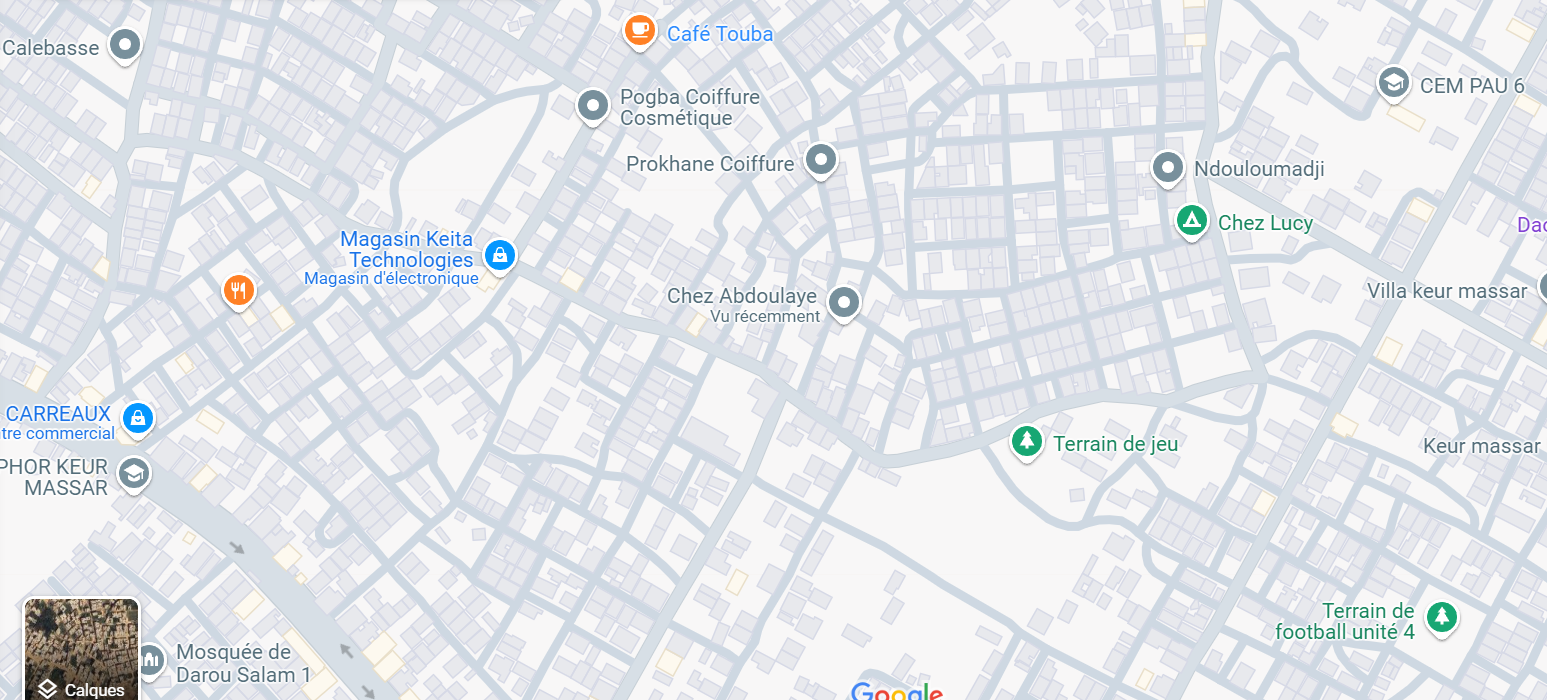 Café Touba
Calebasse
CEM PAU 6
Pogba Coiffure
Cosmétique
Prokhane Coiffure
Ndouloumadji
Chez Lucy
Magasin Keita
Technologies
Magasin d'électronique
Villa keur massar
Chez Abdoulaye
Vu récemment
CARREAUX
tre commercial
Terrain de jeu
Keur massar
PHOR KEUR
MASSAR
Terrain de
football unité 4
Mosquée de
Darou Salam 1
Calques
Google